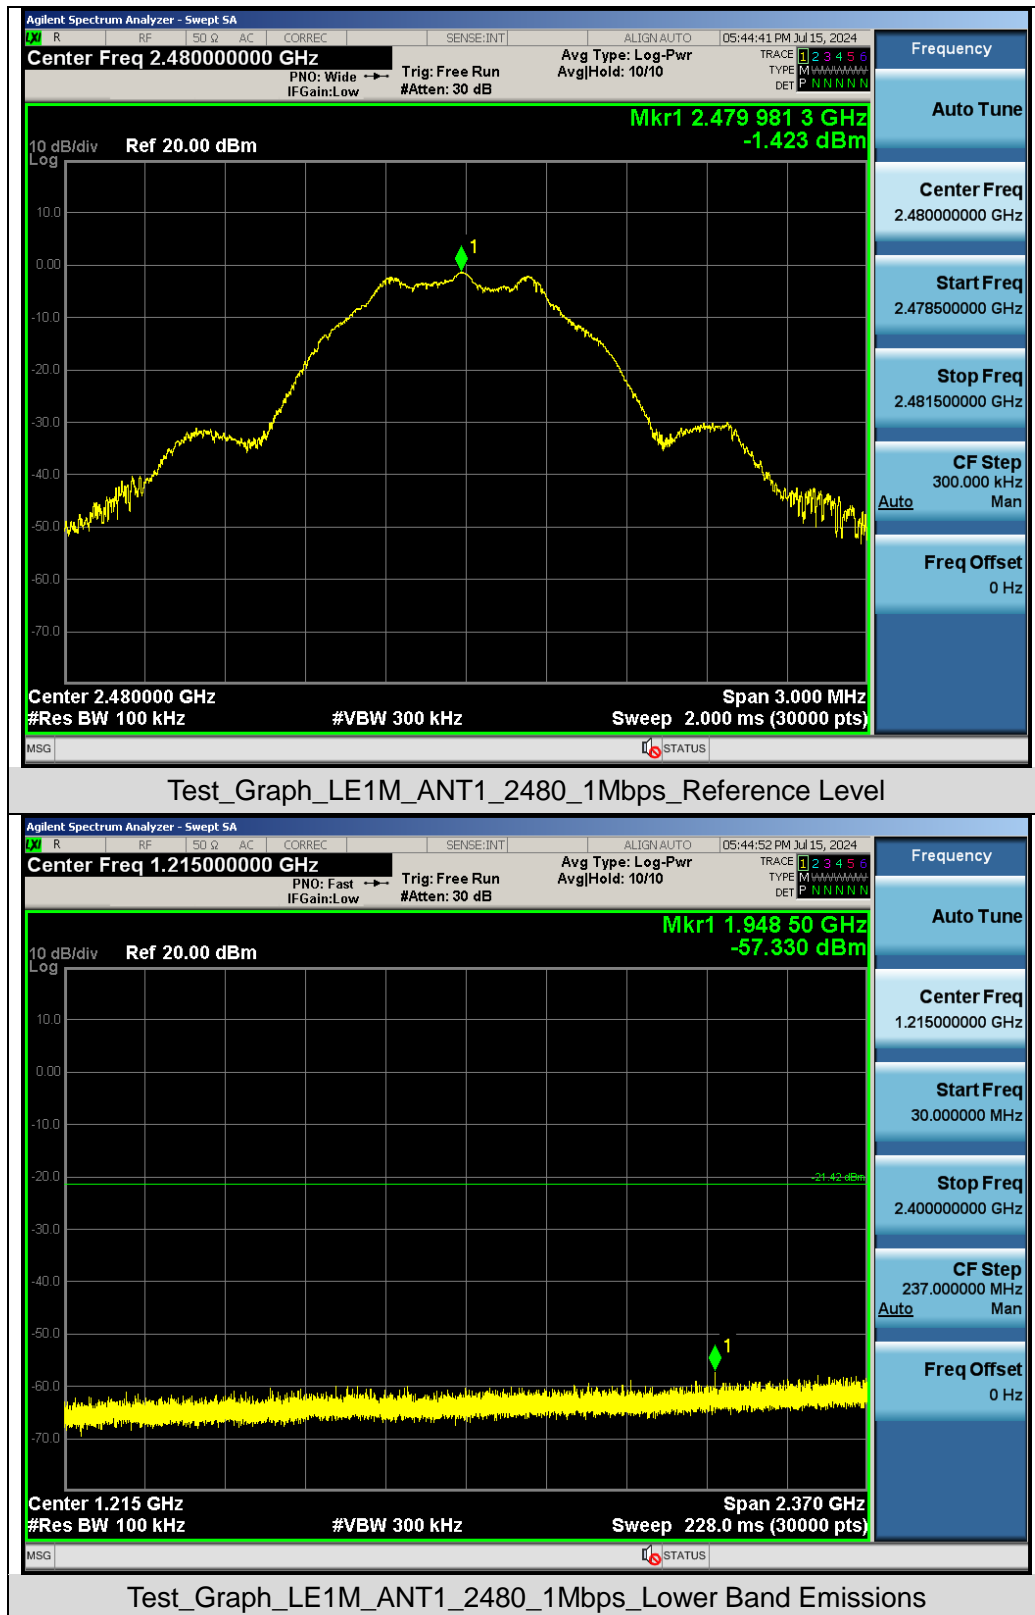 Agilent Spectrum Analyzer - Swept SA
LXI R RF 50 Ω AC CORREC SENSE:INT ALIGN AUTO 05:44:41 PM Jul 15, 2024
Center Freq 2.480000000 GHz
PNO: Wide
IFGain:Low
Trig: Free Run
#Atten: 30 dB
Avg Type: Log-Pwr
Avg|Hold: 10/10
TRACE 1 2 3 4 5 6
TYPE M
DET P N N N N N
Mkr1 2.479 981 3 GHz
-1.423 dBm
10 dB/div Ref 20.00 dBm
Log
10.0
0.00
-10.0
-20.0
-30.0
-40.0
-50.0
-60.0
-70.0
1
Center 2.480000 GHz Span 3.000 MHz
#Res BW 100 kHz #VBW 300 kHz Sweep 2.000 ms (30000 pts)
MSG STATUS
Frequency
Auto Tune
Center Freq
2.480000000 GHz
Start Freq
2.478500000 GHz
Stop Freq
2.481500000 GHz
CF Step
300.000 kHz
Auto Man
Freq Offset
0 Hz
Test_Graph_LE1M_ANT1_2480_1Mbps_Reference Level
Agilent Spectrum Analyzer - Swept SA
LXI R RF 50 Ω AC CORREC SENSE:INT ALIGN AUTO 05:44:52 PM Jul 15, 2024
Center Freq 1.215000000 GHz
PNO: Fast
IFGain:Low
Trig: Free Run
#Atten: 30 dB
Avg Type: Log-Pwr
Avg|Hold: 10/10
TRACE 1 2 3 4 5 6
TYPE M
DET P N N N N N
Mkr1 1.948 50 GHz
-57.330 dBm
10 dB/div Ref 20.00 dBm
Log
10.0
0.00
-10.0
-20.0
-21.42 dBm
-30.0
-40.0
-50.0
-60.0
-70.0
1
Center 1.215 GHz Span 2.370 GHz
#Res BW 100 kHz #VBW 300 kHz Sweep 228.0 ms (30000 pts)
MSG STATUS
Frequency
Auto Tune
Center Freq
1.215000000 GHz
Start Freq
30.000000 MHz
Stop Freq
2.400000000 GHz
CF Step
237.000000 MHz
Auto Man
Freq Offset
0 Hz
Test_Graph_LE1M_ANT1_2480_1Mbps_Lower Band Emissions